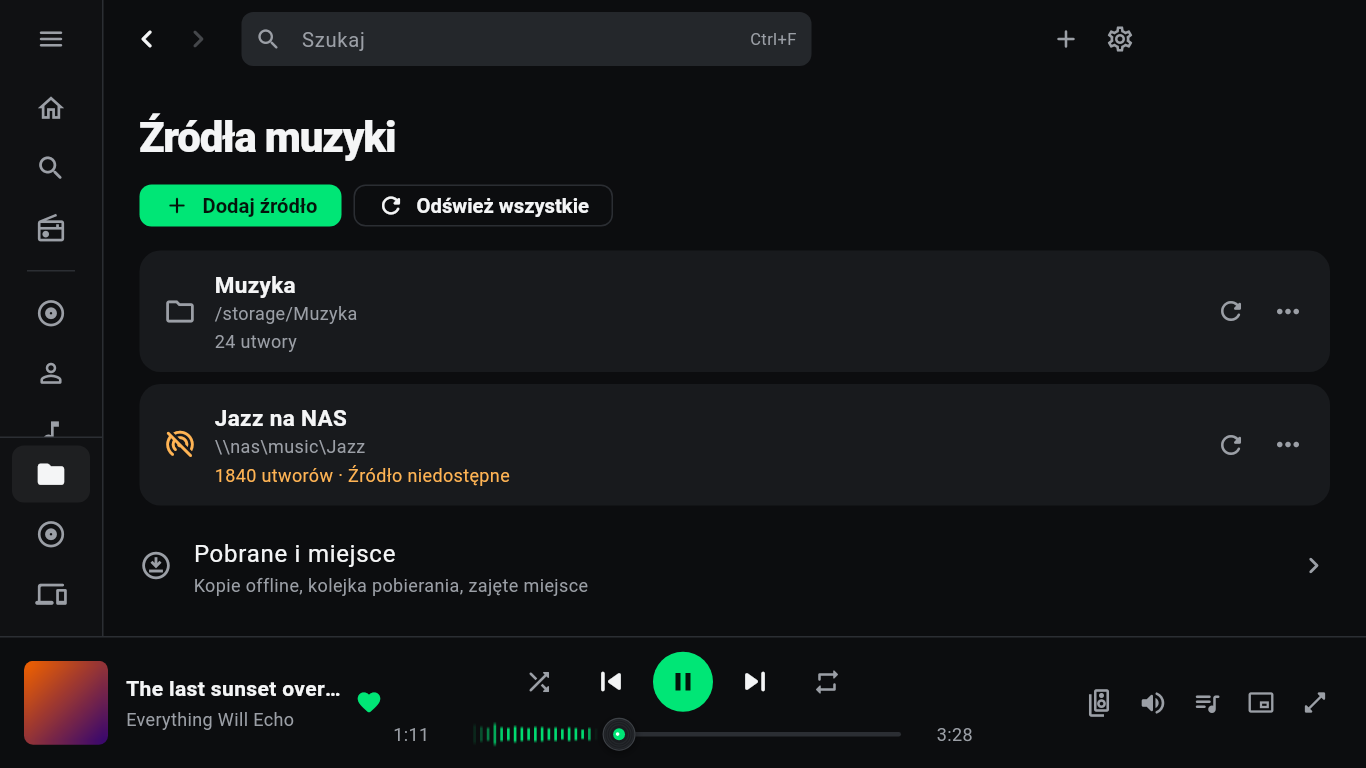 Szukaj
Ctrl+F
Źródła muzyki
Dodaj źródło
Odśwież wszystkie
Muzyka
/storage/Muzyka
24 utwory
Jazz na NAS
\\nas\music\Jazz
1840 utworów · Źródło niedostępne
Pobrane i miejsce
Kopie offline, kolejka pobierania, zajęte miejsce
The last sunset over…
Everything Will Echo
1:11
3:28